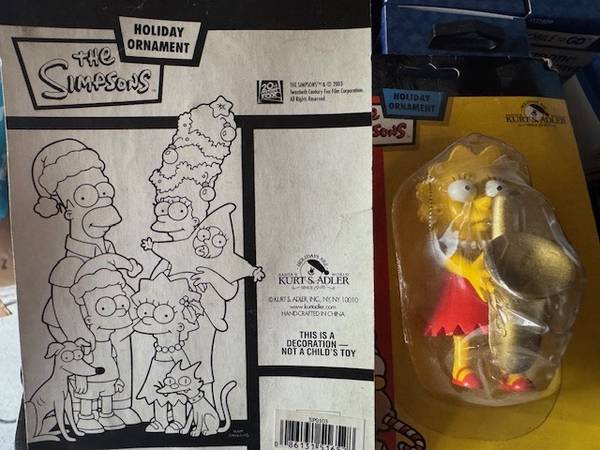 HOLIDAY
ORNAMENT
THE
SIMPSONS
20th
FOX
THE SIMPSONS™ & © 2003
Twentieth Century Fox Film Corporation.
All Rights Reserved.
KURT S. ADLER
© KURT S. ADLER, INC., NY, NY 10010
www.kurtadler.com
HANDCRAFTED IN CHINA
THIS IS A
DECORATION—
NOT A CHILD'S TOY
HOLIDAY
ORNAMENT
KURT S. ADLER